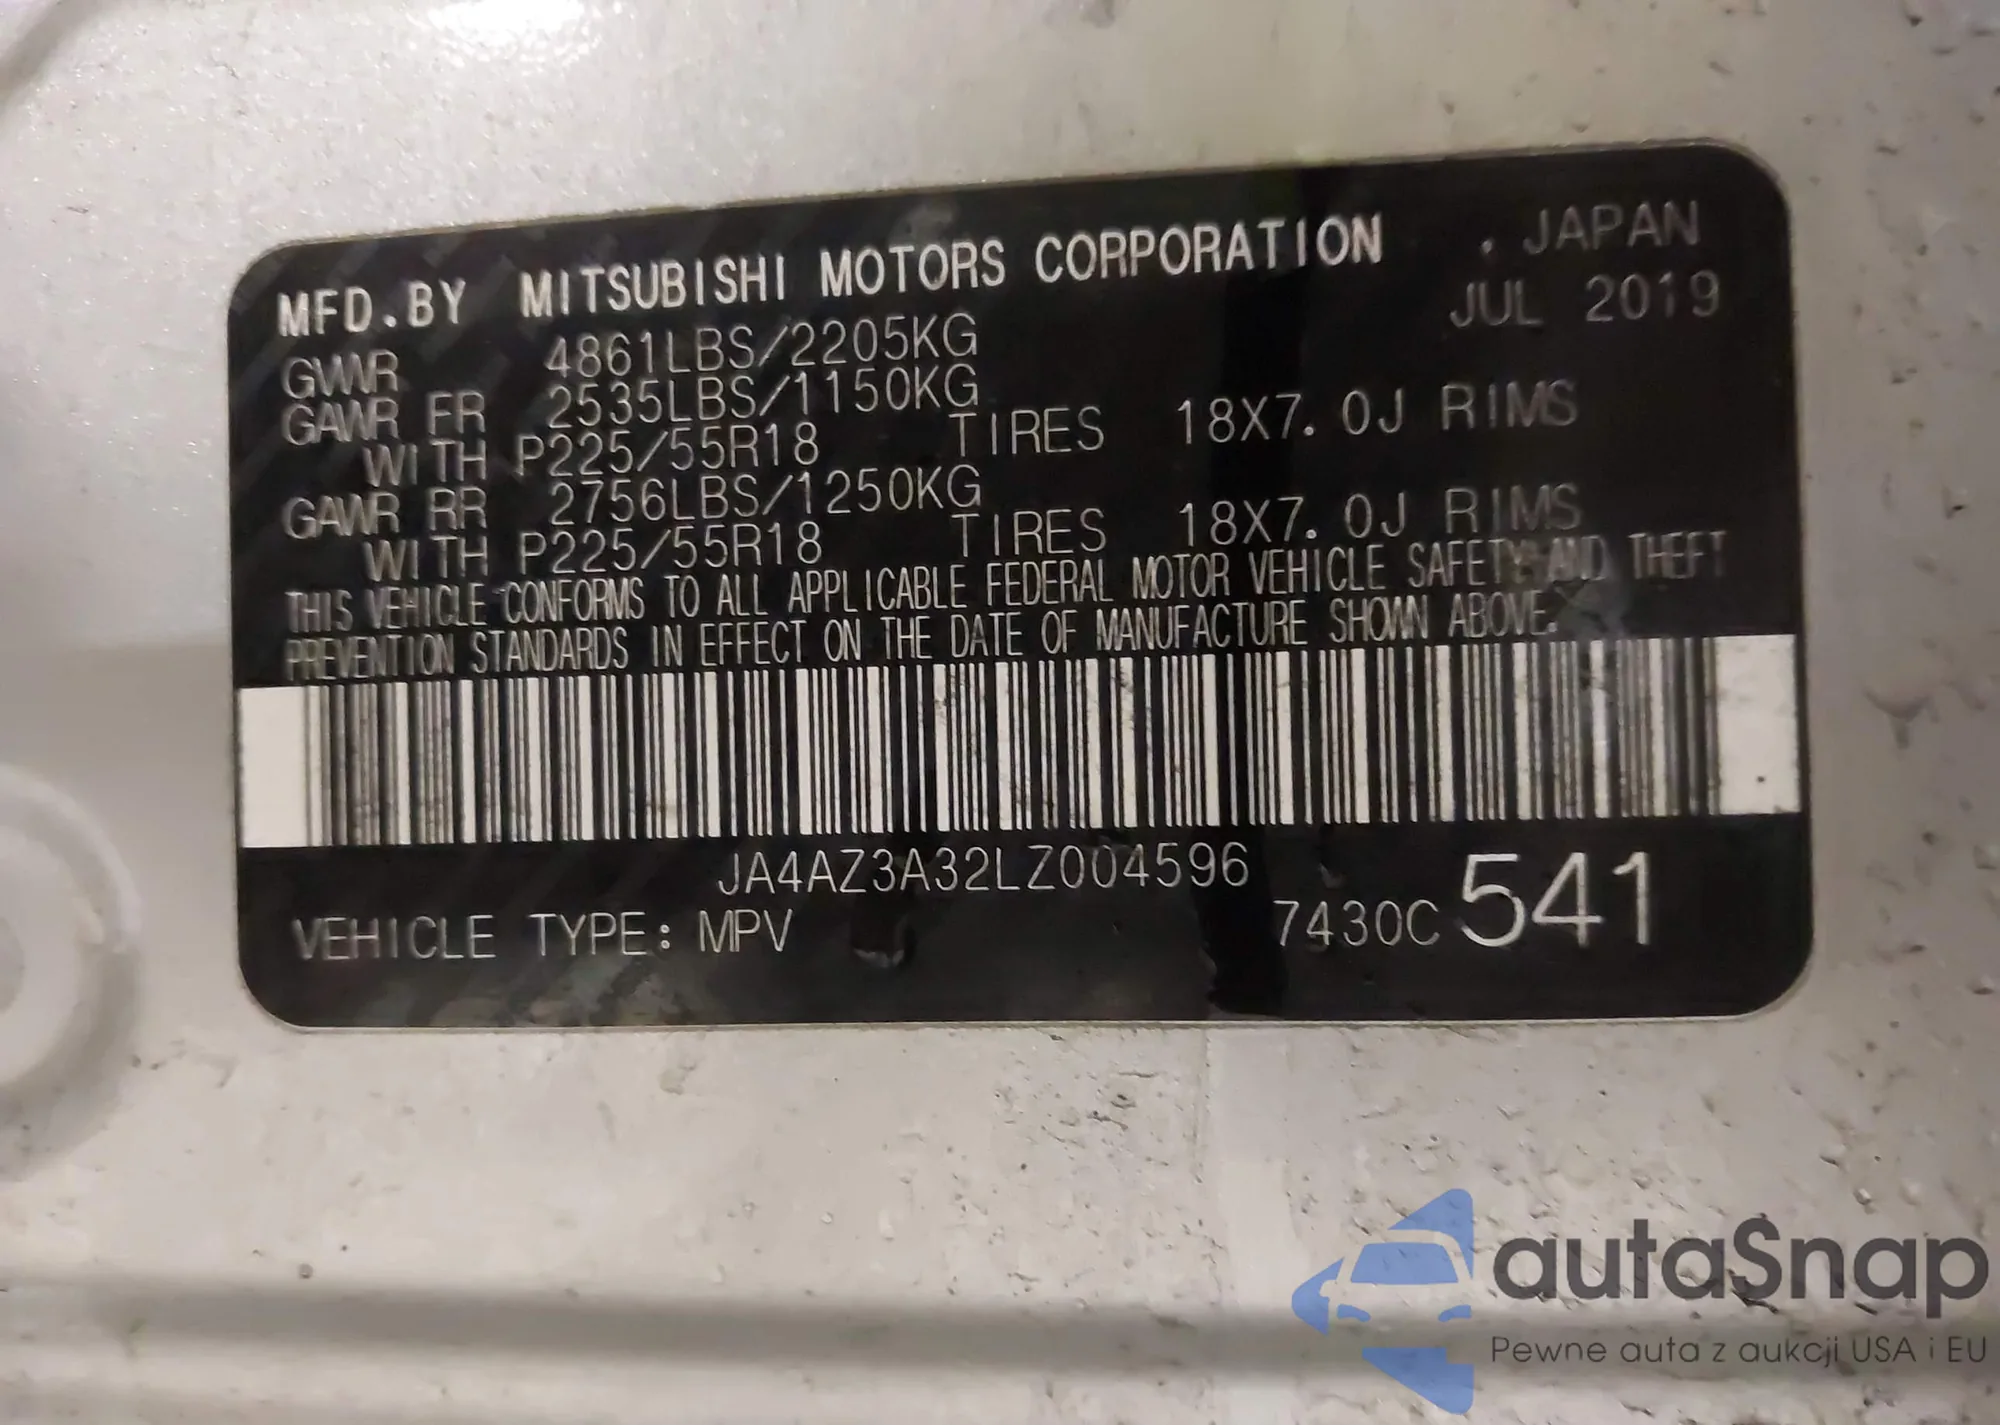 MFD.BY MITSUBISHI MOTORS CORPORATION . JAPAN
JUL 2019
GVWR 4861LBS/2205KG
GAWR FR 2535LBS/1150KG
WITH P225/55R18 TIRES 18X7.0J RIMS
GAWR RR 2756LBS/1250KG
WITH P225/55R18 TIRES 18X7.0J RIMS
THIS VEHICLE CONFORMS TO ALL APPLICABLE FEDERAL MOTOR VEHICLE SAFETY AND THEFT
PREVENTION STANDARDS IN EFFECT ON THE DATE OF MANUFACTURE SHOWN ABOVE.
JA4AZ3A32LZ004596
VEHICLE TYPE: MPV 7430C 541
autaSnap
Pewne auta z aukcji USA i EU